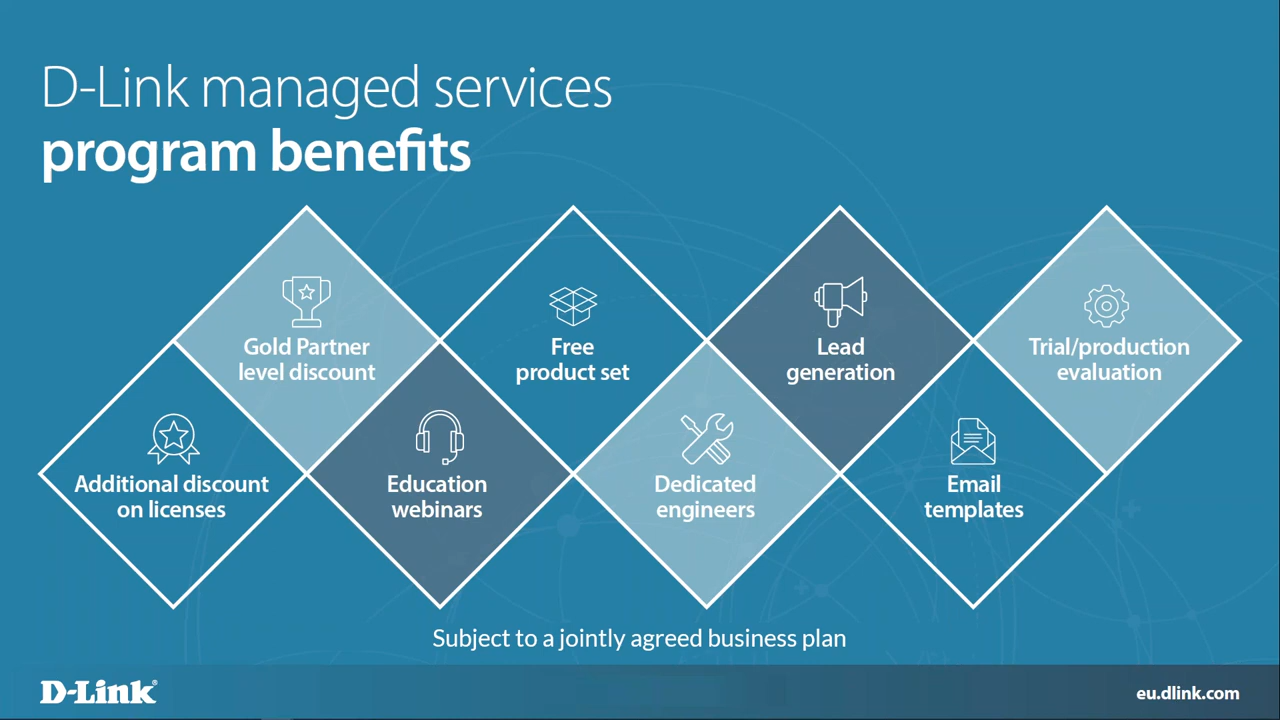 D-Link managed services
program benefits
Gold Partner
level discount
Free
product set
Lead
generation
Trial/production
evaluation
Additional discount
on licenses
Education
webinars
Dedicated
engineers
Email
templates
Subject to a jointly agreed business plan
D-Link®
eu.dlink.com